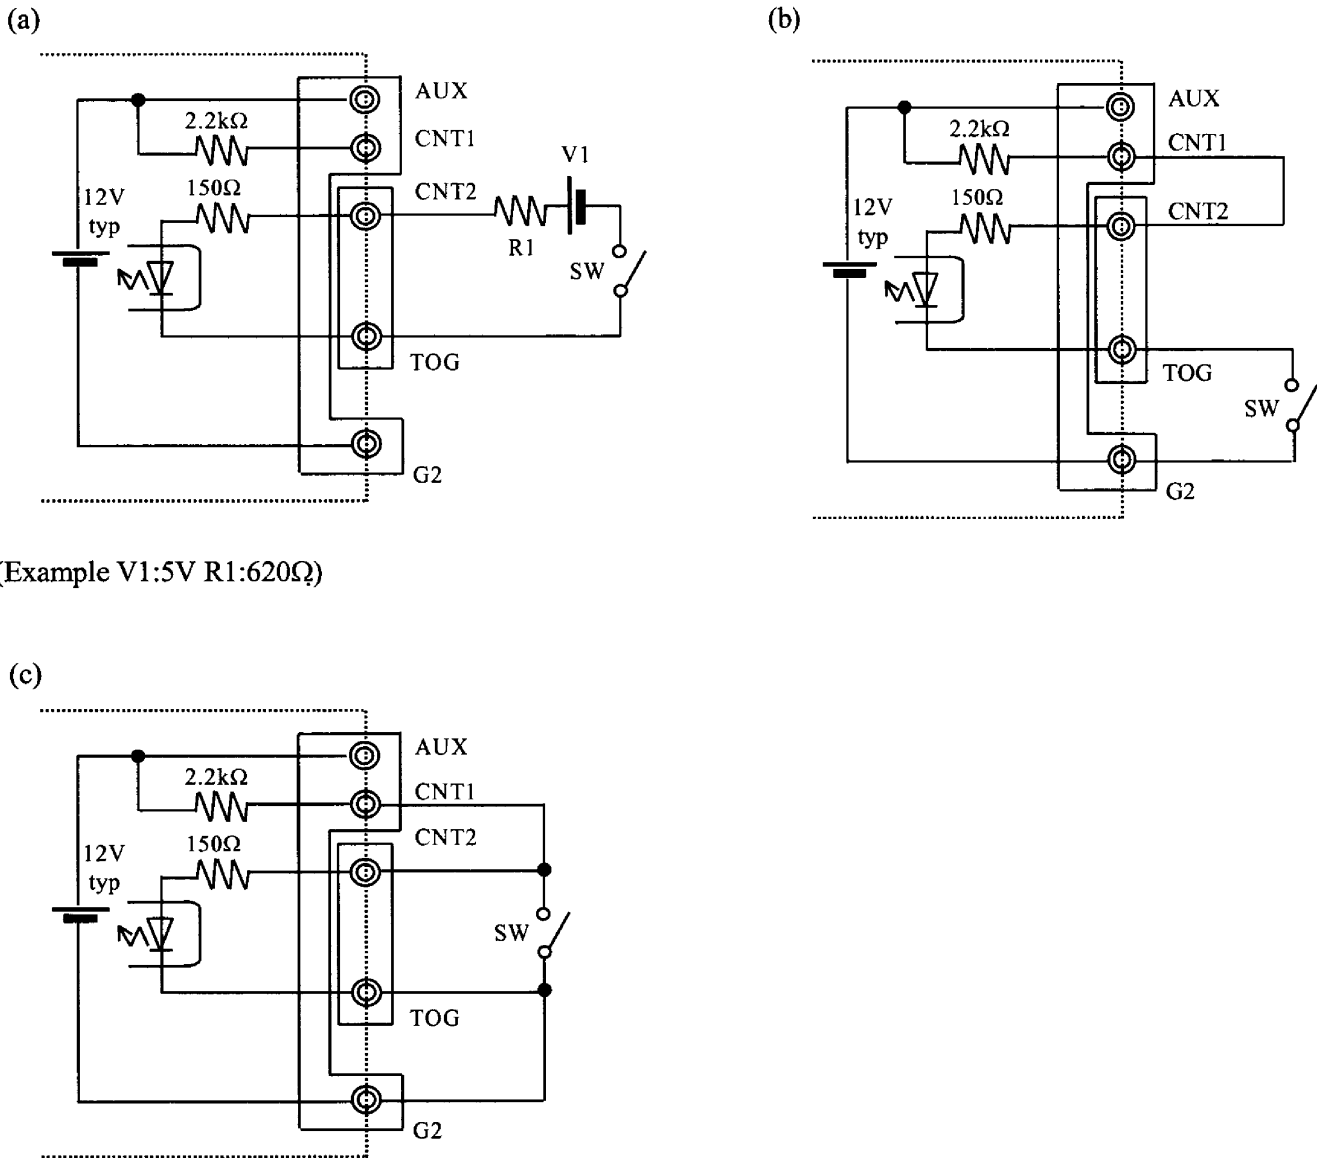 (a)
AUX
2.2kΩ
CNT1
V1
150Ω
CNT2
12V
typ
R1
SW
TOG
G2
(Example V1:5V R1:620Ω)
(b)
AUX
2.2kΩ
CNT1
150Ω
CNT2
12V
typ
TOG
SW
G2
(c)
AUX
2.2kΩ
CNT1
150Ω
CNT2
12V
typ
SW
TOG
G2